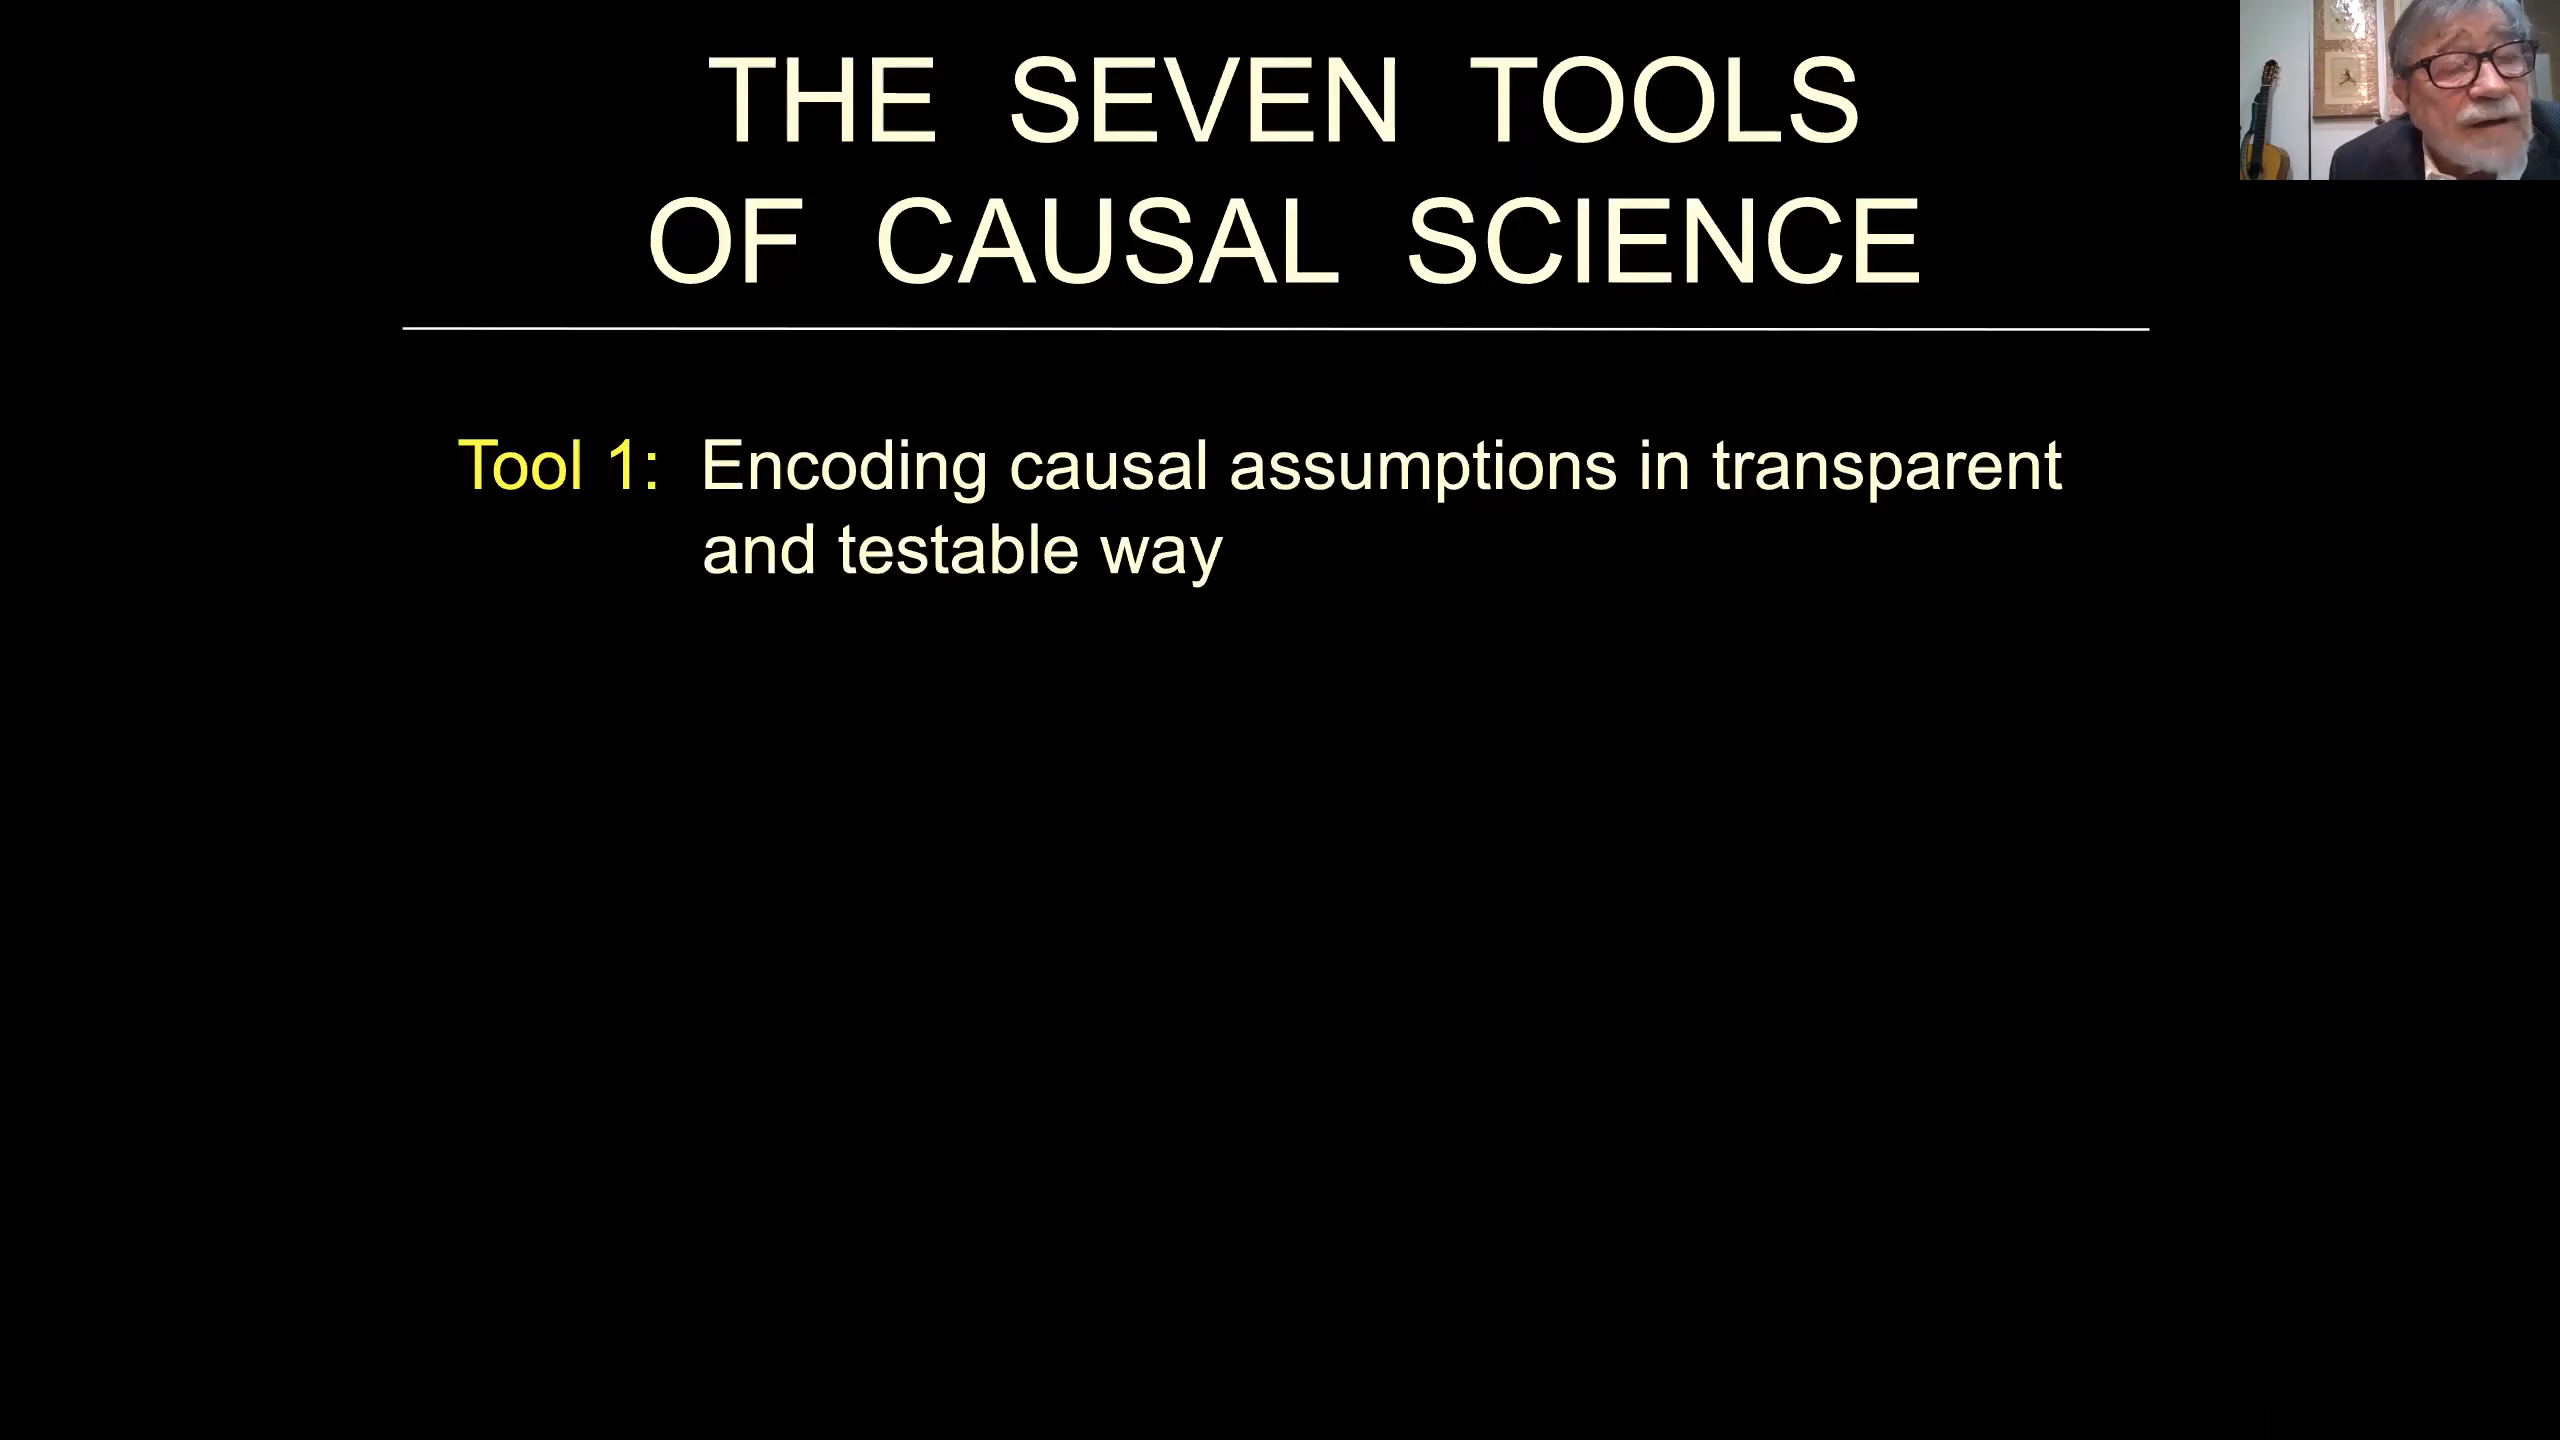 THE SEVEN TOOLS
OF CAUSAL SCIENCE
Tool 1: Encoding causal assumptions in transparent
and testable way